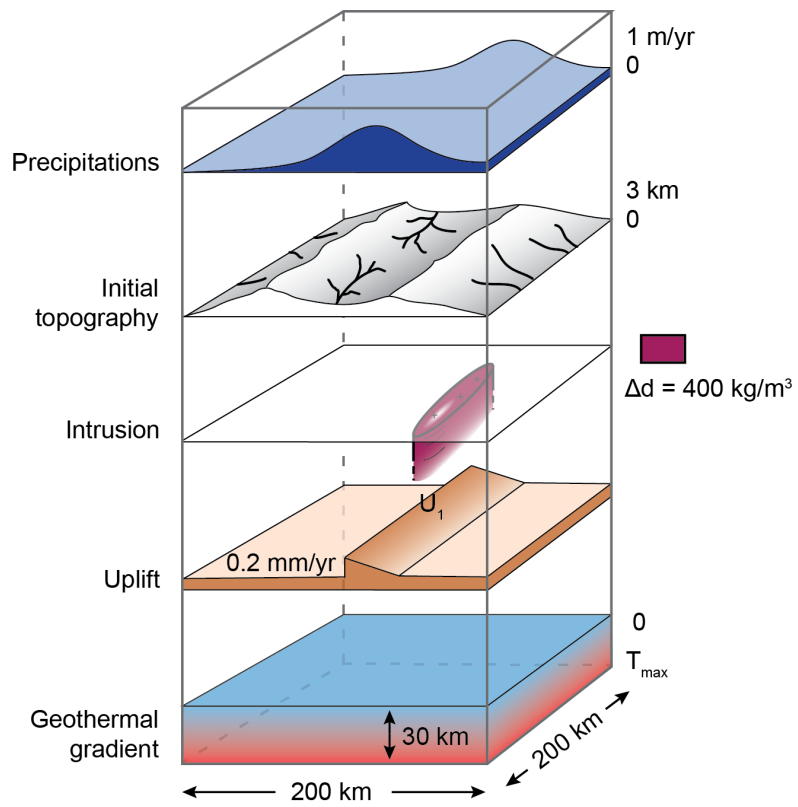 1 m/yr
0
Precipitations
3 km
0
Initial
topography
Δd = 400 kg/m³
Intrusion
U₁
0.2 mm/yr
Uplift
0
Tmax
Geothermal
gradient
30 km
200 km
200 km